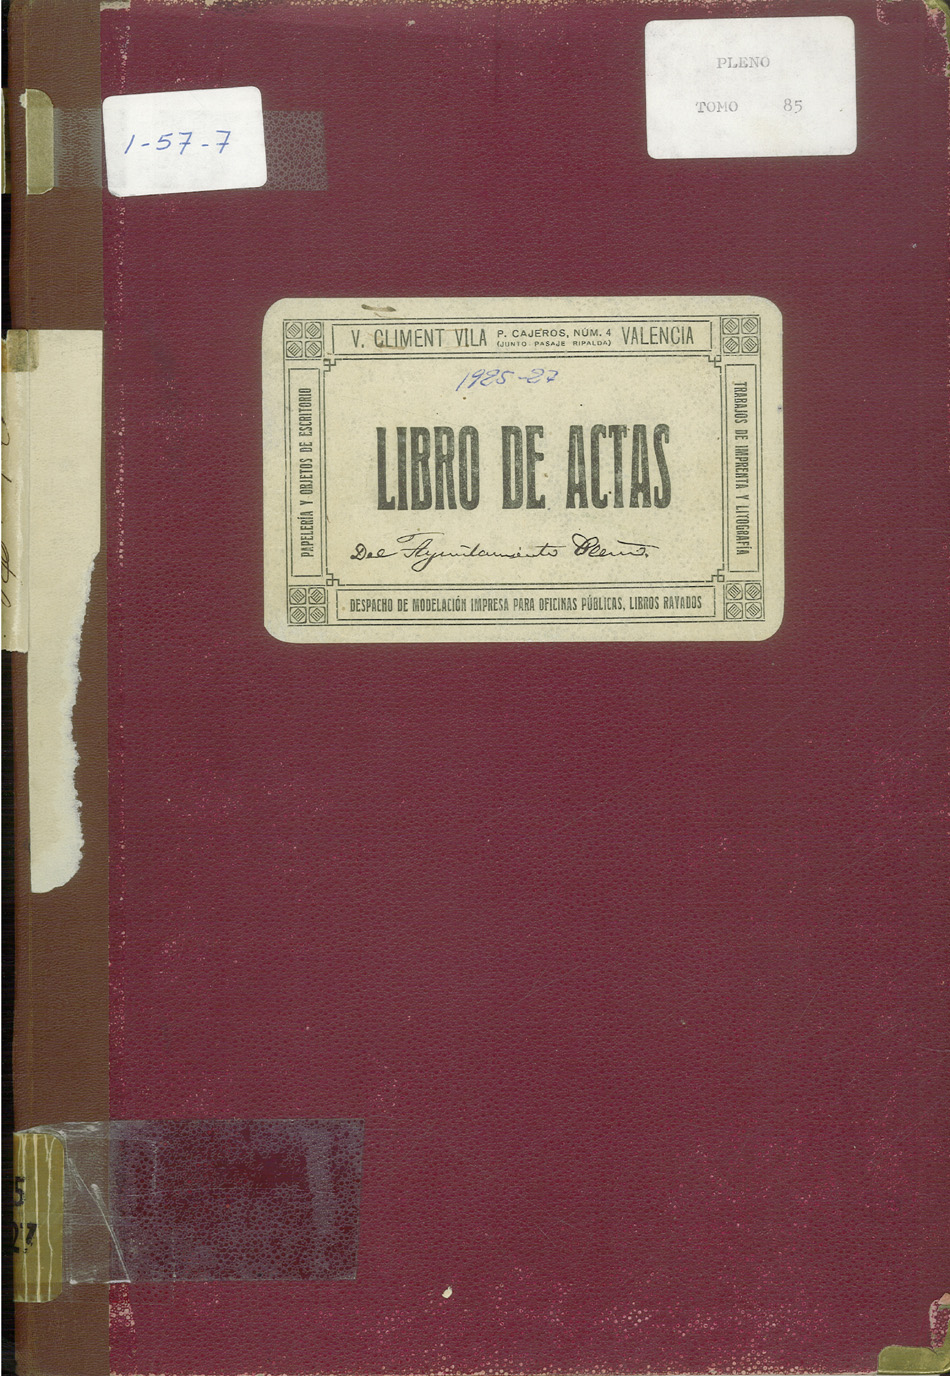 PLENO
TOMO 85
1-57-7
V. CLIMENT VILA P. CAJEROS, NÚM. 4 VALENCIA
(JUNTO PASAJE RIPALDA)
1925-27
PAPELERÍA Y OBJETOS DE ESCRITORIO
TRABAJOS DE IMPRENTA Y LITOGRAFÍA
LIBRO DE ACTAS
Del Ayuntamiento Pleno.
DESPACHO DE MODELACIÓN IMPRESA PARA OFICINAS PÚBLICAS, LIBROS RAYADOS
5
27